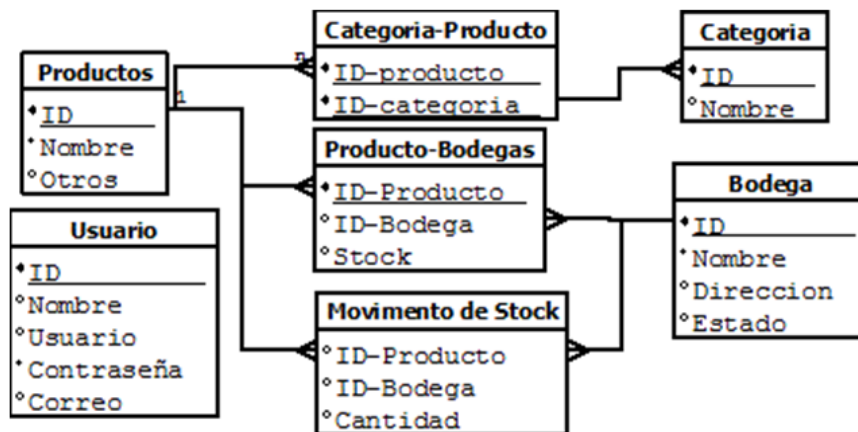 Productos
ID
Nombre
Otros
Usuario
ID
Nombre
Usuario
Contraseña
Correo
n
1
Categoria-Producto
ID-producto
ID-categoria
Producto-Bodegas
ID-Producto
ID-Bodega
Stock
Movimento de Stock
ID-Producto
ID-Bodega
Cantidad
Categoria
ID
Nombre
Bodega
ID
Nombre
Direccion
Estado